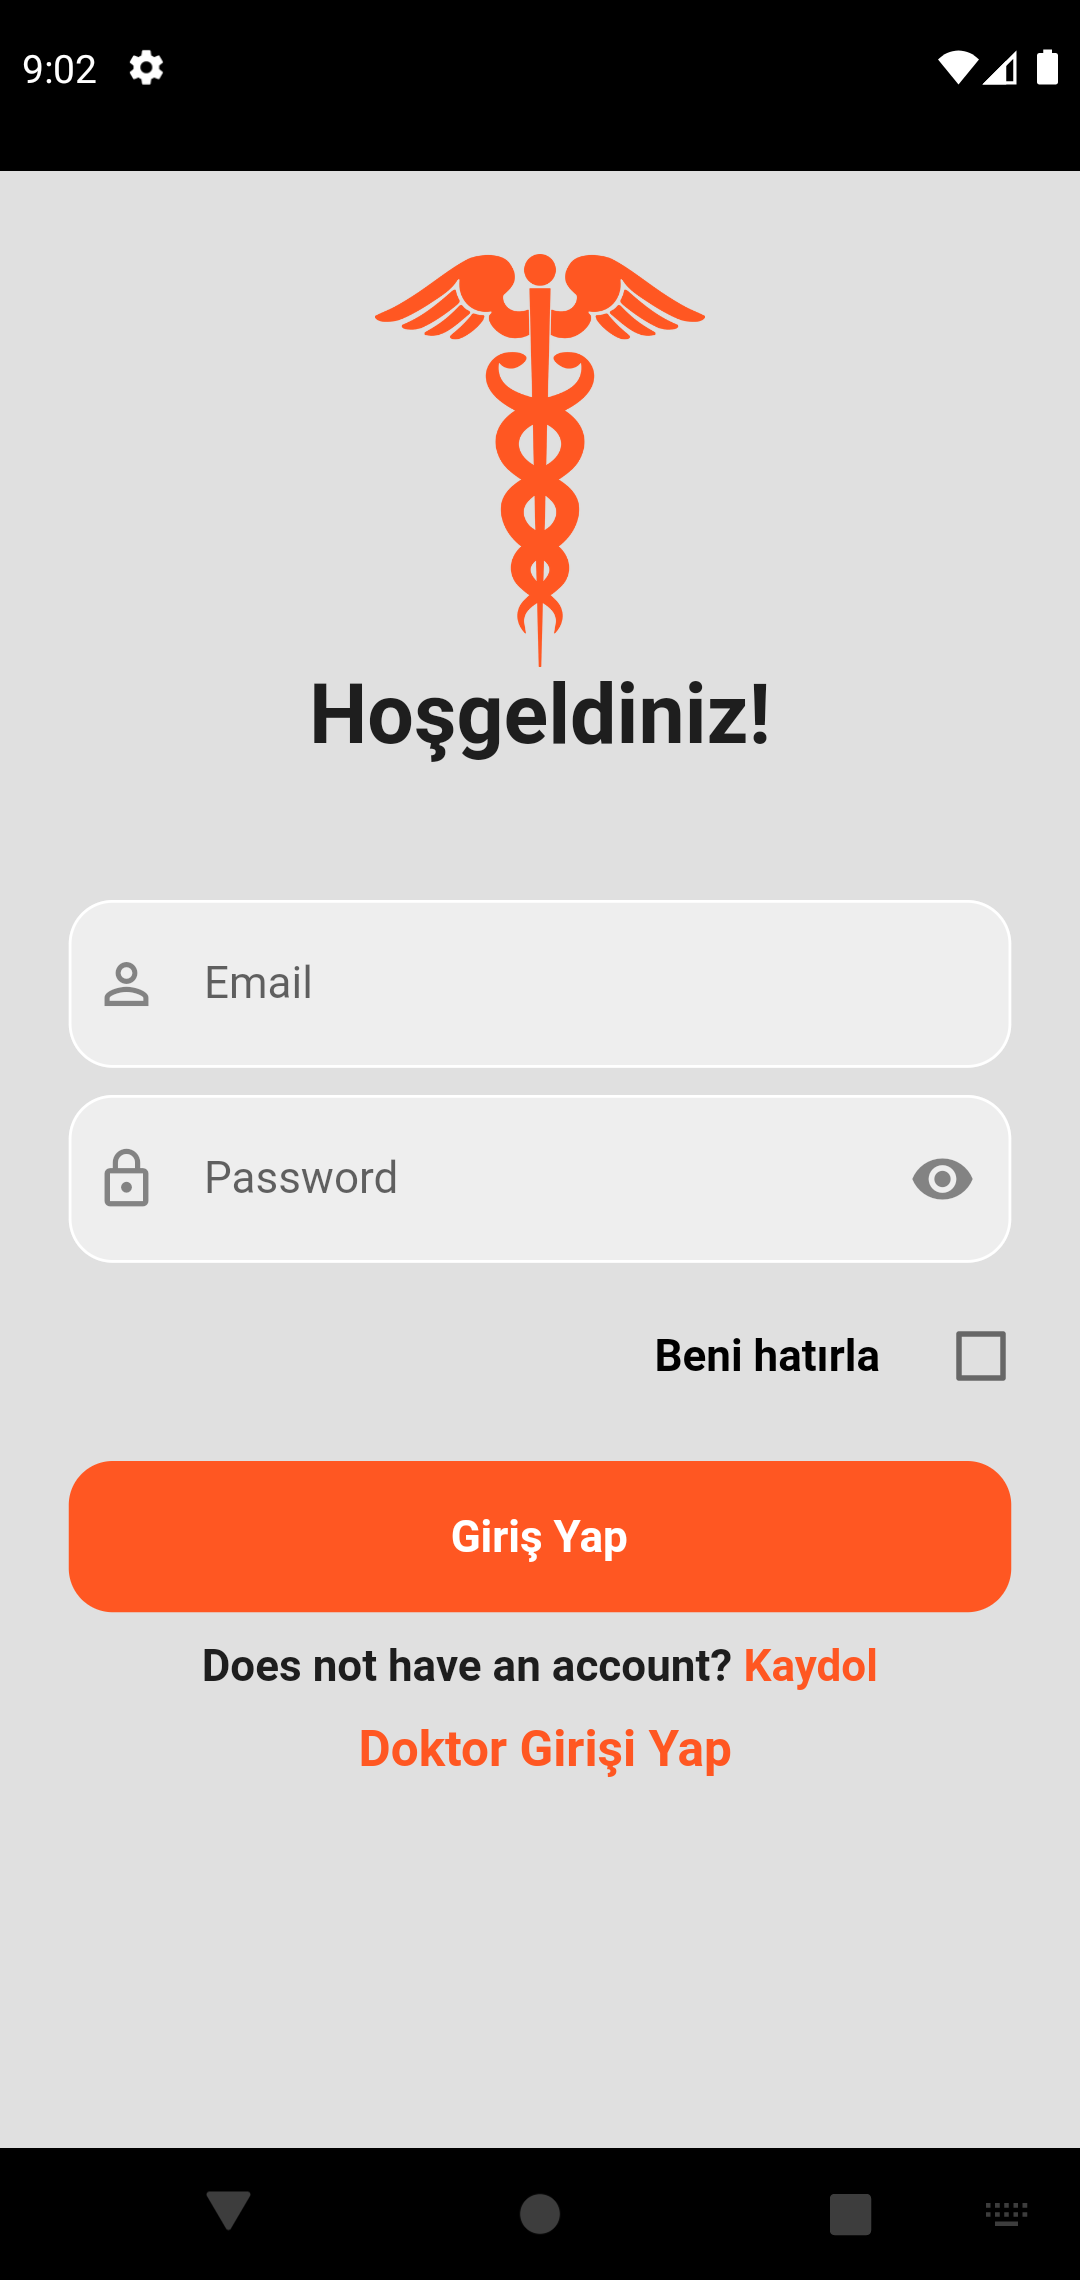 9:02
Hoşgeldiniz!
Email
Password
Beni hatırla
Giriş Yap
Does not have an account? Kaydol
Doktor Girişi Yap